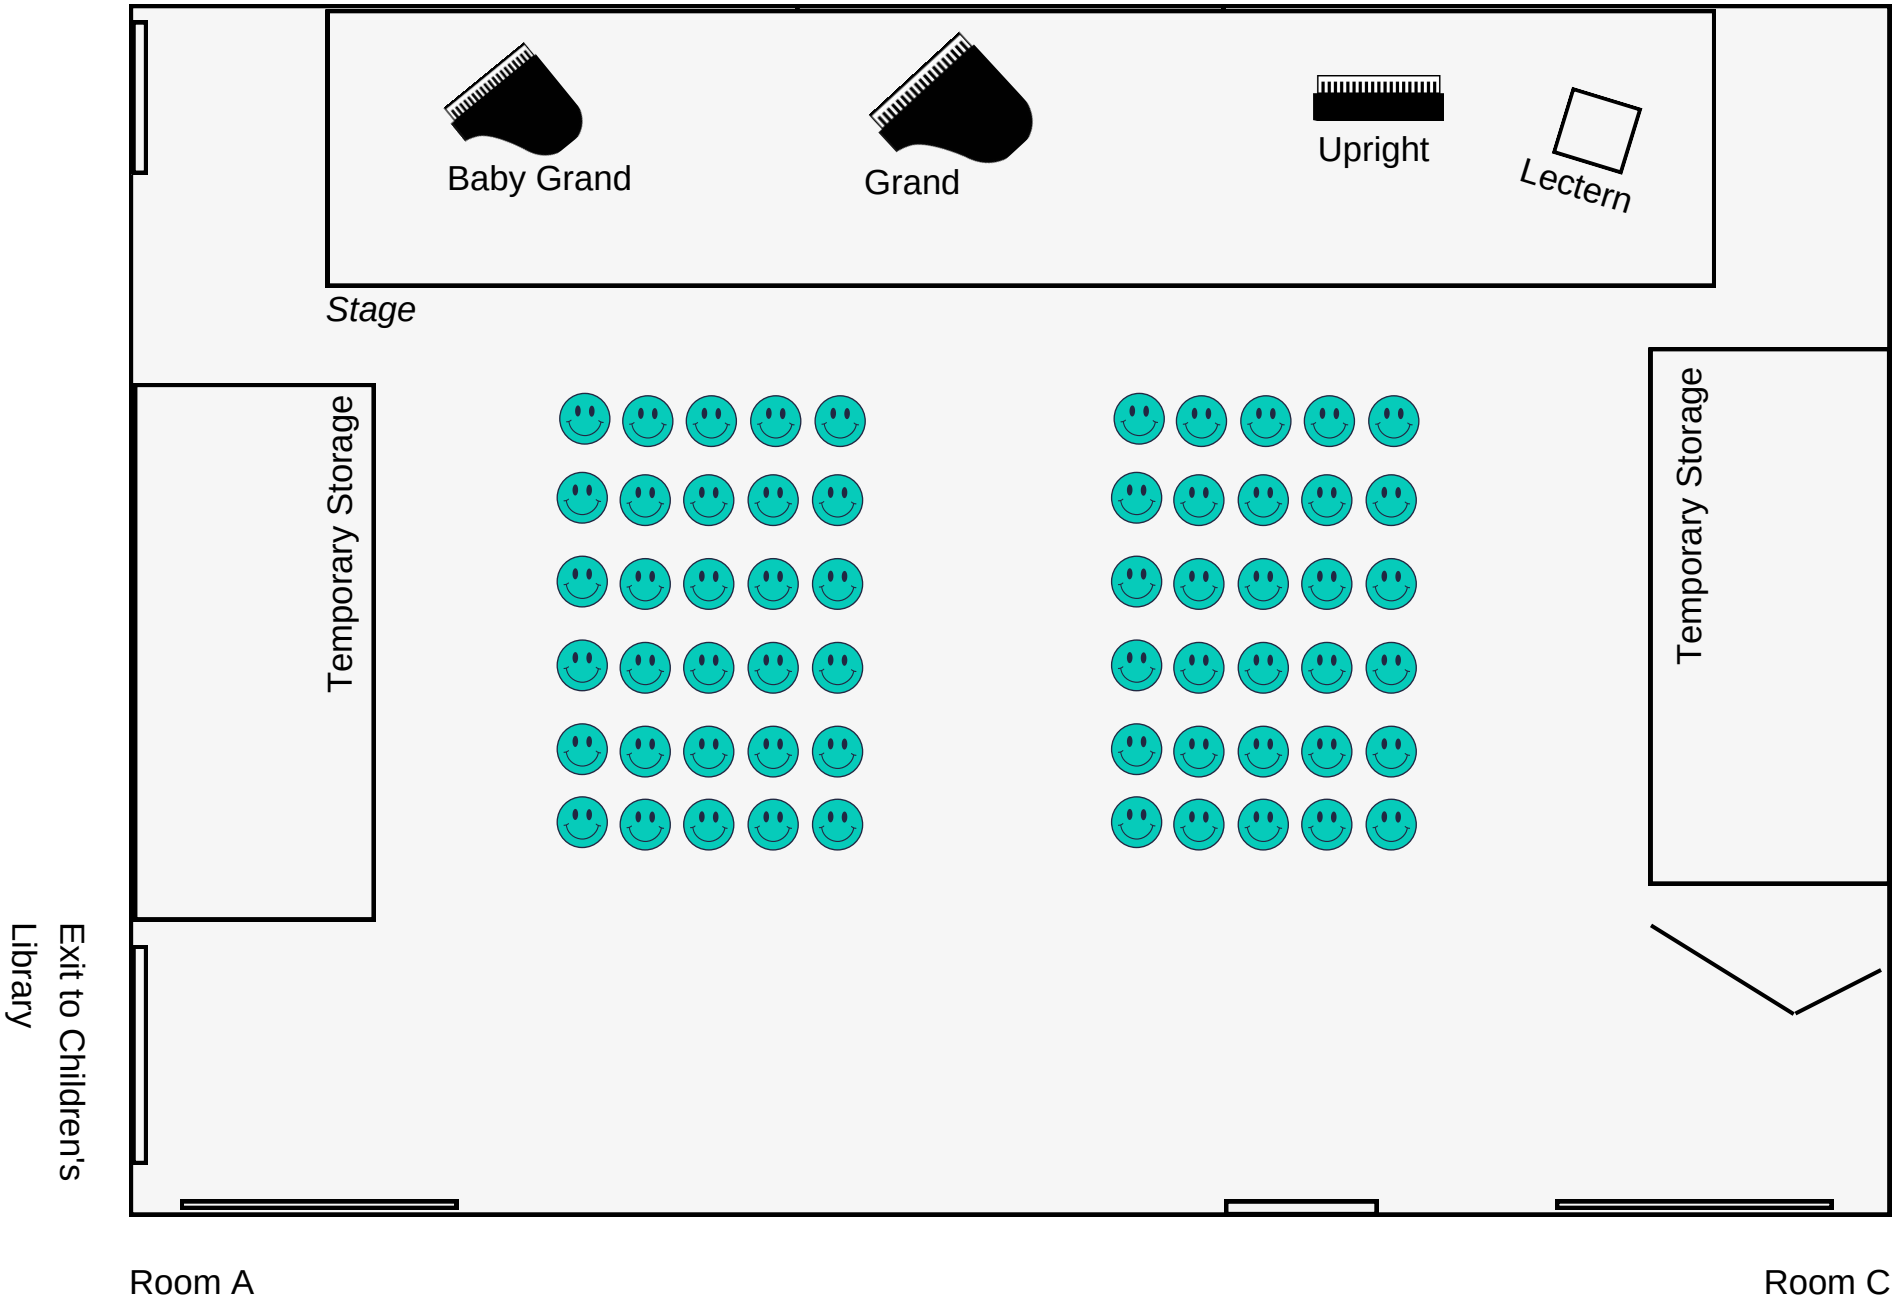 Baby Grand
Grand
Upright
Lectern
Stage
Temporary Storage
Temporary Storage
Exit to Children's
Library
Room A
Room C